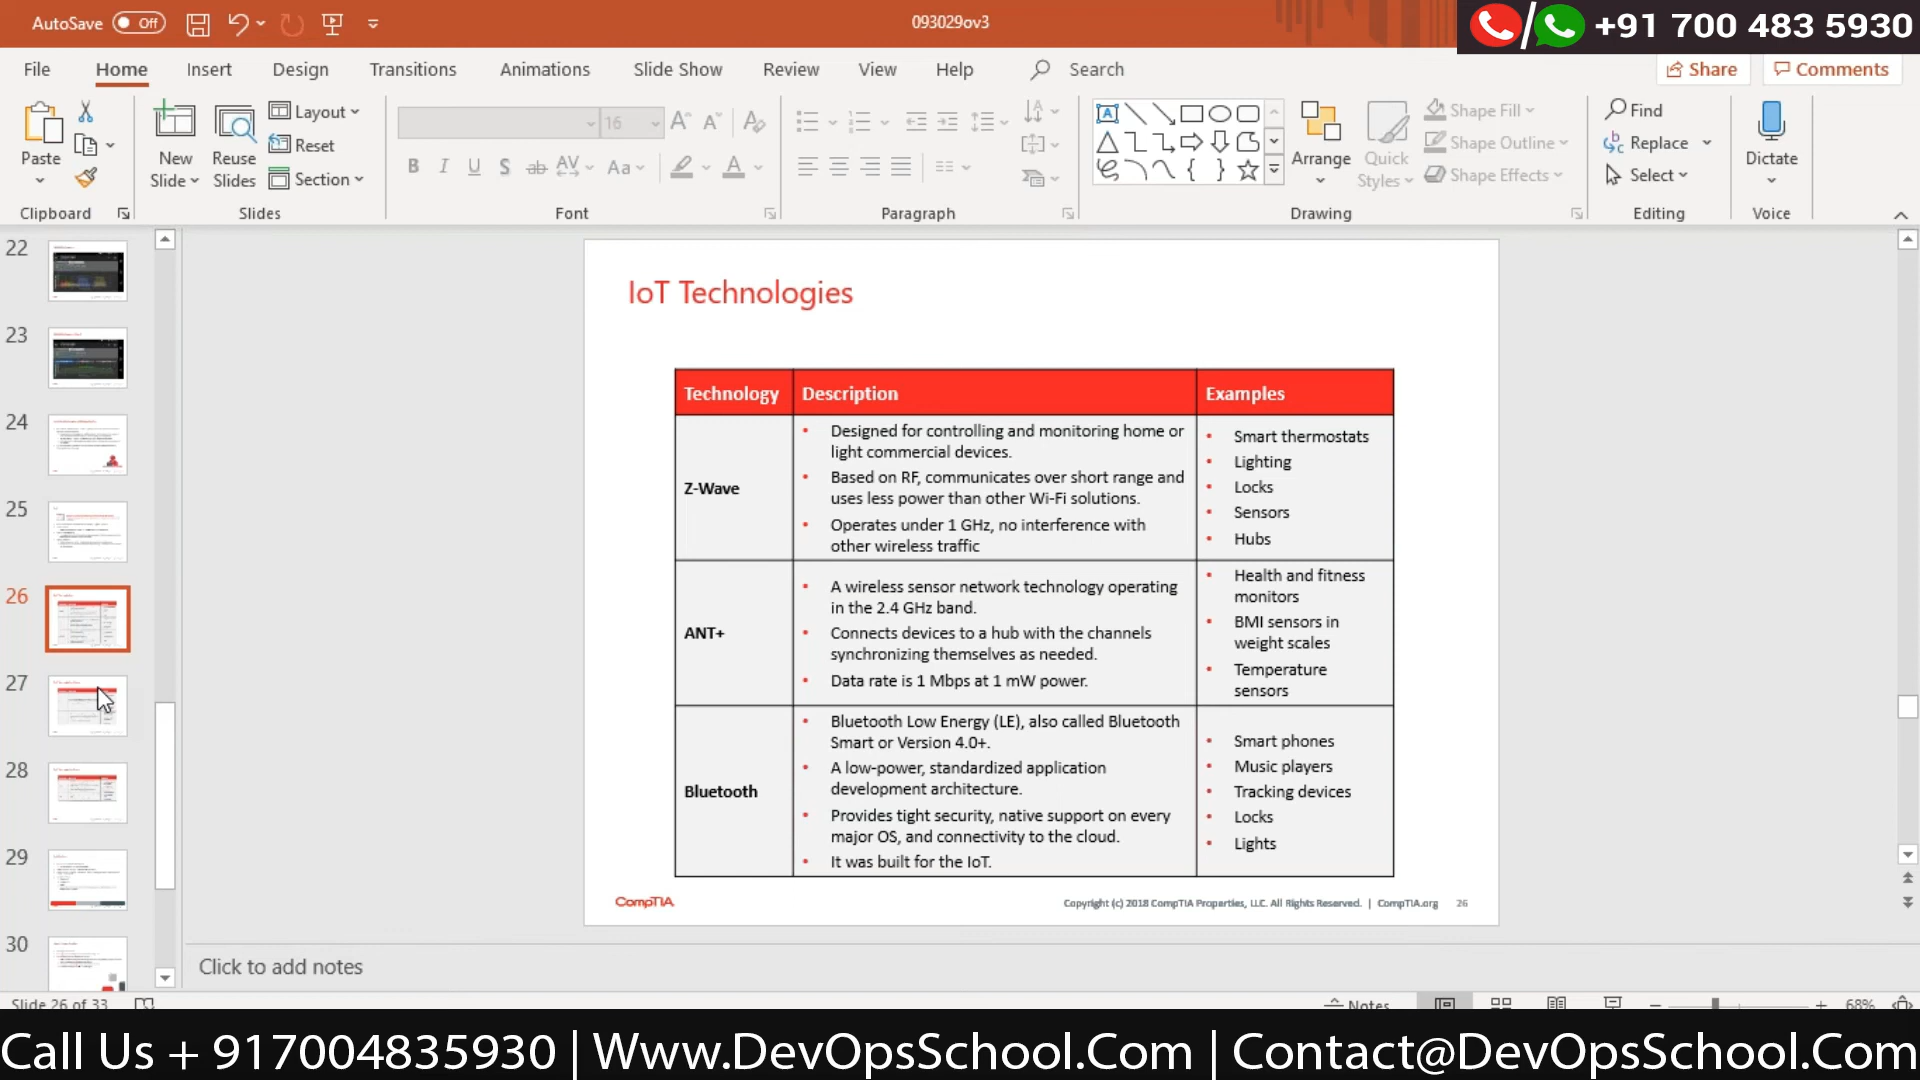 AutoSave Off 093029ov3 +91 700 483 5930
File Home Insert Design Transitions Animations Slide Show Review View Help Search Share Comments
Paste New Slide Reuse Slides Layout Reset Section 16 Arrange Quick Styles Shape Fill Shape Outline Shape Effects Find Replace Select Dictate
Clipboard Slides Font Paragraph Drawing Editing Voice
22
23
24
25
26
27
28
29
30
IoT Technologies
Technology Description Examples
Z-Wave
• Designed for controlling and monitoring home or
light commercial devices.
• Based on RF, communicates over short range and
uses less power than other Wi-Fi solutions.
• Operates under 1 GHz, no interference with
other wireless traffic
• Smart thermostats
• Lighting
• Locks
• Sensors
• Hubs
ANT+
• A wireless sensor network technology operating
in the 2.4 GHz band.
• Connects devices to a hub with the channels
synchronizing themselves as needed.
• Data rate is 1 Mbps at 1 mW power.
• Health and fitness
monitors
• BMI sensors in
weight scales
• Temperature
sensors
Bluetooth
• Bluetooth Low Energy (LE), also called Bluetooth
Smart or Version 4.0+.
• A low-power, standardized application
development architecture.
• Provides tight security, native support on every
major OS, and connectivity to the cloud.
• It was built for the IoT.
• Smart phones
• Music players
• Tracking devices
• Locks
• Lights
CompTIA Copyright (c) 2018 CompTIA Properties, LLC. All Rights Reserved. | CompTIA.org 26
Click to add notes
Slide 26 of 33 Notes 68%
Call Us + 917004835930 | Www.DevOpsSchool.Com | Contact@DevOpsSchool.Com